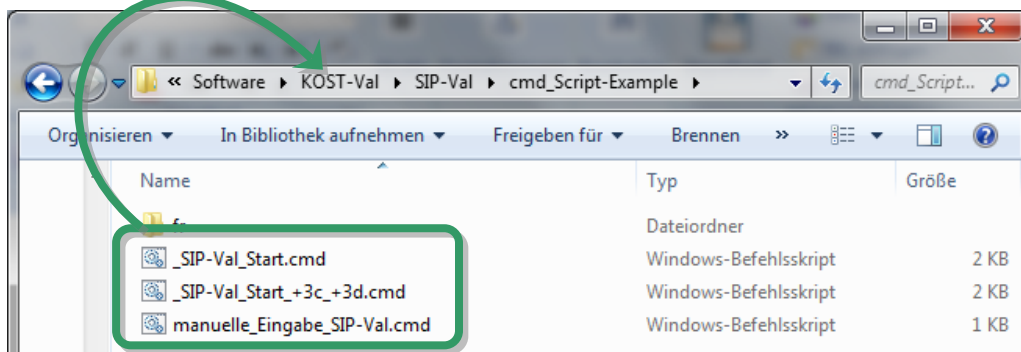 « Software ▸ KOST-Val ▸ SIP-Val ▸ cmd_Script-Example ▸ cmd_Script...
Organisieren ▾ In Bibliothek aufnehmen ▾ Freigeben für ▾ Brennen »
Name Typ Größe
fr Dateiordner
_SIP-Val_Start.cmd Windows-Befehlsskript 2 KB
_SIP-Val_Start_+3c_+3d.cmd Windows-Befehlsskript 2 KB
manuelle_Eingabe_SIP-Val.cmd Windows-Befehlsskript 1 KB